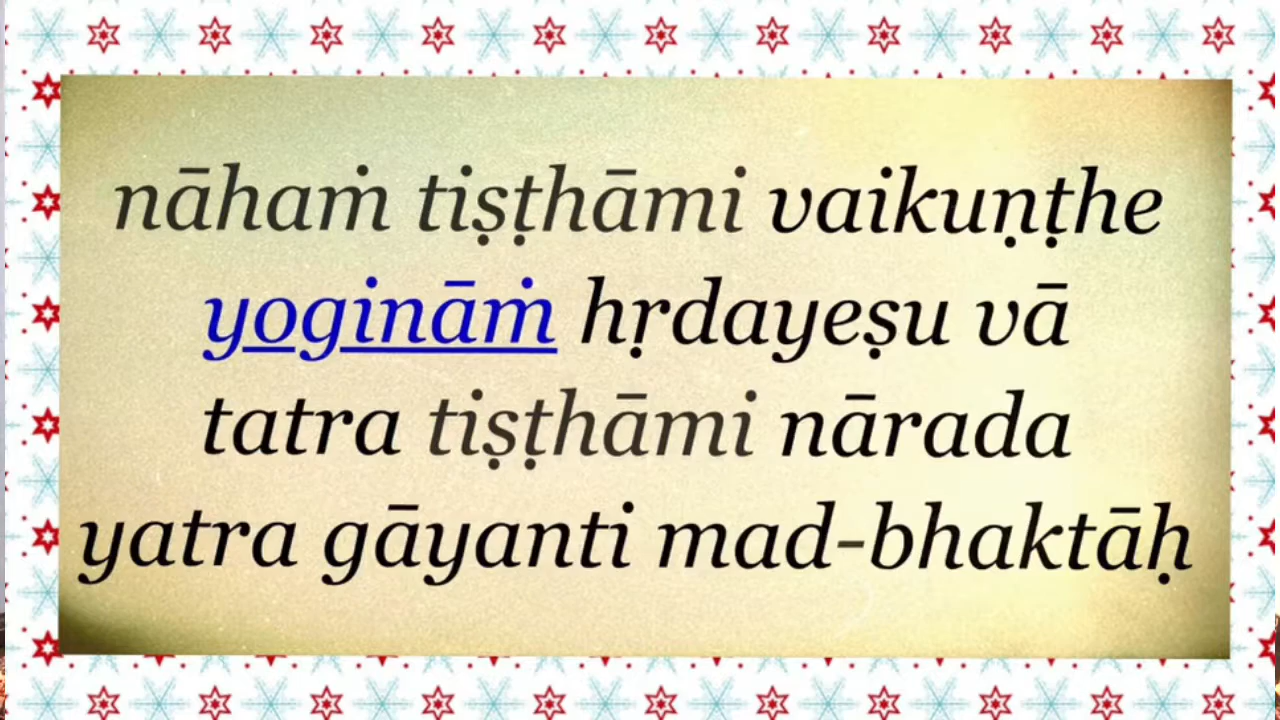 nāhaṁ tiṣṭhāmi vaikuṇṭhe
yogināṁ hṛdayeṣu vā
tatra tiṣṭhāmi nārada
yatra gāyanti mad-bhaktāḥ